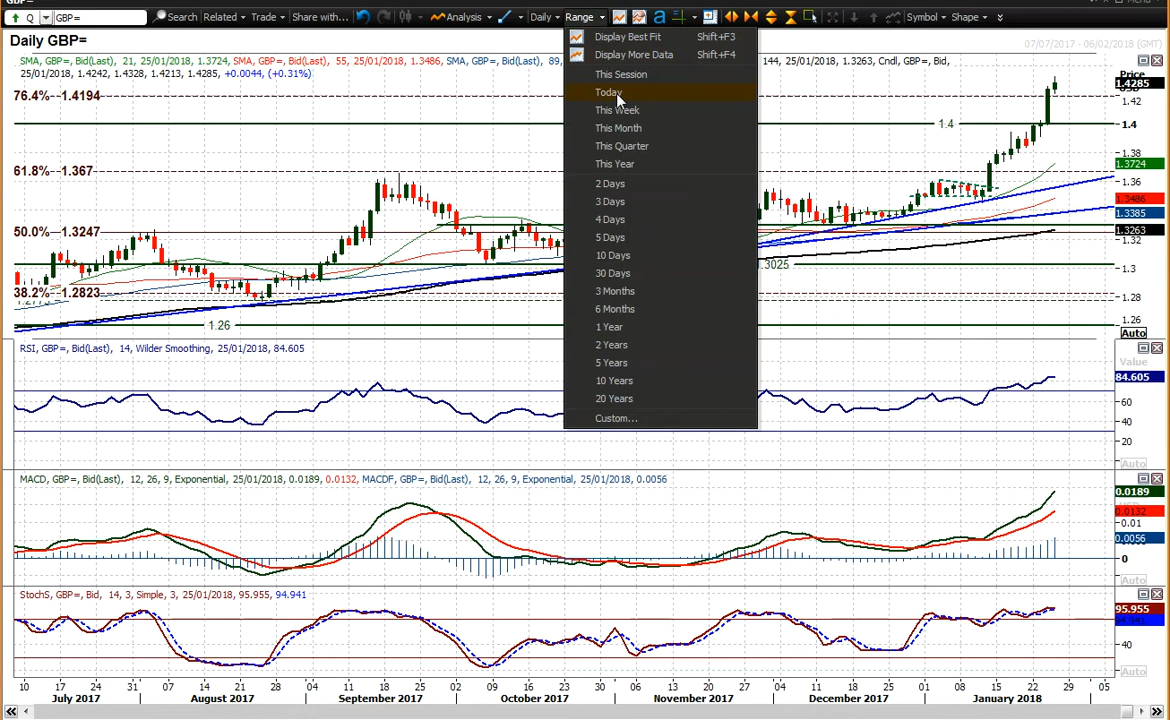 GBP=
Q GBP= Search Related Trade Share with... Analysis Daily Range Symbol Shape
Daily GBP=
07/07/2017 - 06/02/2018 (GMT)
SMA, GBP=, Bid(Last), 21, 25/01/2018, 1.3724, SMA, GBP=, Bid(Last), 55, 25/01/2018, 1.3486, SMA, GBP=, Bid(Last), 89,
144, 25/01/2018, 1.3263, Cndl, GBP=, Bid,
25/01/2018, 1.4242, 1.4328, 1.4213, 1.4285, +0.0044, (+0.31%)
Display Best Fit Shift+F3
Display More Data Shift+F4
This Session
Today
This Week
This Month
This Quarter
This Year
2 Days
3 Days
4 Days
5 Days
10 Days
30 Days
3 Months
6 Months
1 Year
2 Years
5 Years
10 Years
20 Years
Custom...
76.4%- 1.4194
61.8%- 1.367
50.0%- 1.3247
38.2%- 1.2823
1.4
1.3025
1.26
Price
1.4285
1.42
1.4
1.38
1.3724
1.36
1.3486
1.3385
1.3263
1.32
1.3
1.28
1.26
Auto
RSI, GBP=, Bid(Last), 14, Wilder Smoothing, 25/01/2018, 84.605
Value
84.605
60
40
20
Auto
MACD, GBP=, Bid(Last), 12, 26, 9, Exponential, 25/01/2018, 0.0189, 0.0132, MACDF, GBP=, Bid(Last), 12, 26, 9, Exponential, 25/01/2018, 0.0056
0.0189
0.0132
0.01
0.0056
0
Auto
StochS, GBP=, Bid, 14, 3, Simple, 3, 25/01/2018, 95.955, 94.941
95.955
94.941
40
Auto
10 17 24 31 07 14 21 28 04 11 18 25 02 09 16 23 30 06 13 20 27 04 11 18 25 01 08 15 22 29 05
July 2017 August 2017 September 2017 October 2017 November 2017 December 2017 January 2018